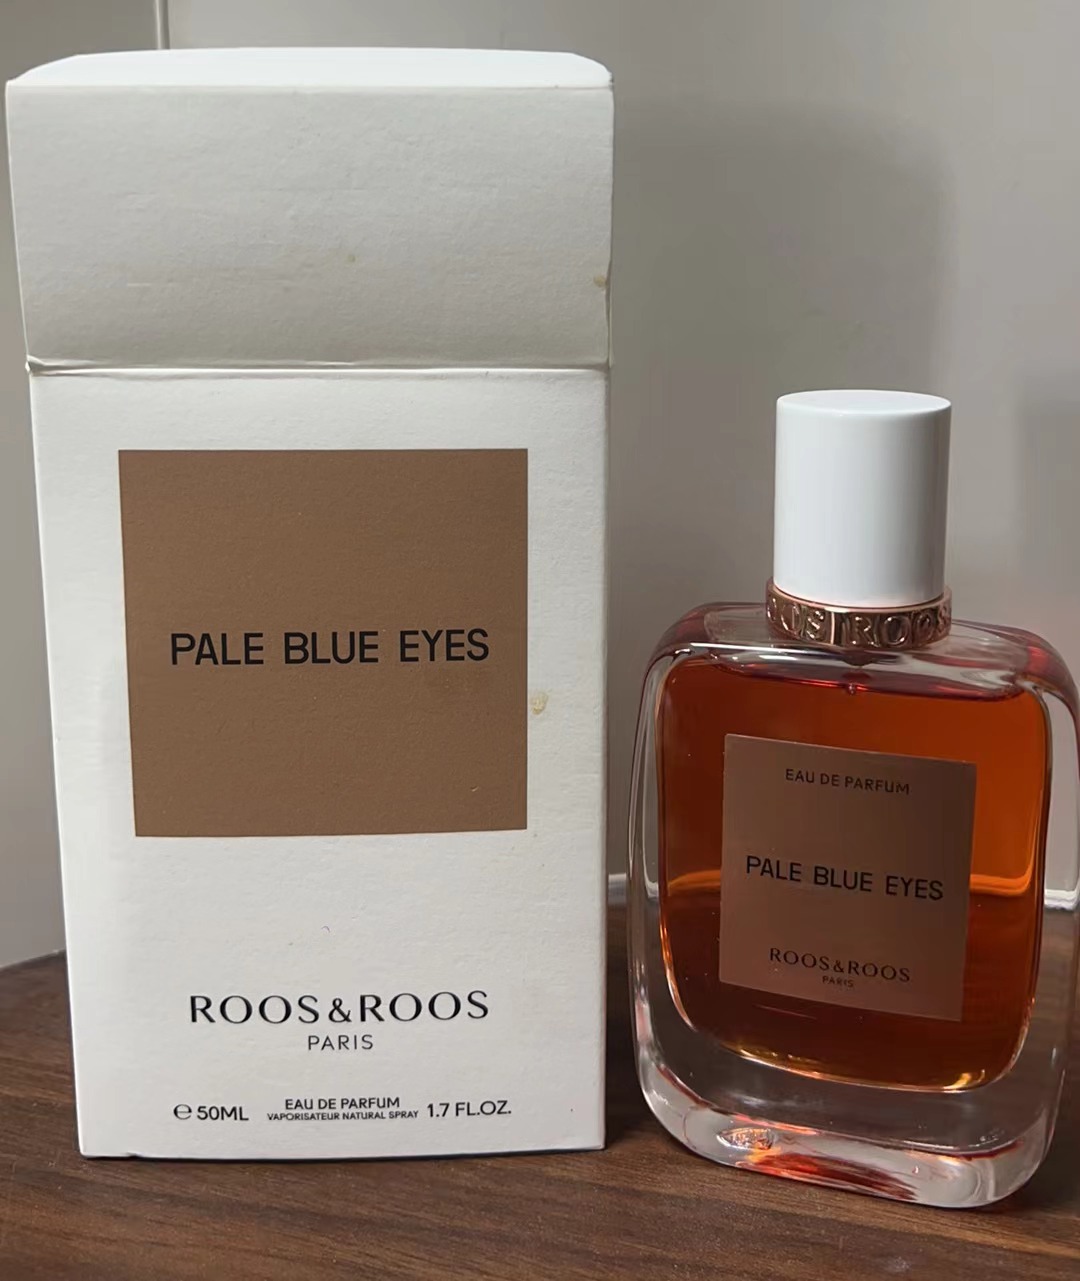 PALE BLUE EYES
ROOS&ROOS
PARIS
℮ 50ML
EAU DE PARFUM
VAPORISATEUR NATURAL SPRAY
1.7 FL.OZ.
ROOS
EAU DE PARFUM
PALE BLUE EYES
ROOS&ROOS
PARIS